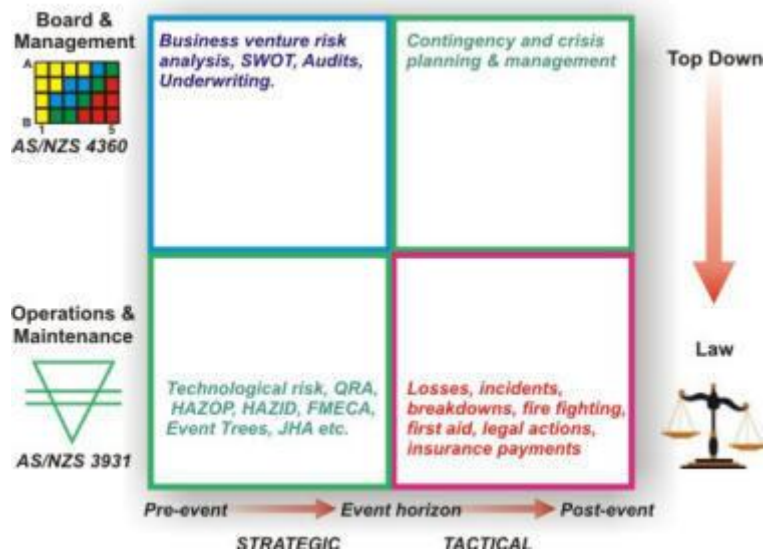 Board &
Management
A
B
1 5
AS/NZS 4360
Business venture risk
analysis, SWOT, Audits,
Underwriting.
Contingency and crisis
planning & management
Top Down
Operations &
Maintenance
AS/NZS 3931
Technological risk, QRA,
HAZOP, HAZID, FMECA,
Event Trees, JHA etc.
Losses, incidents,
breakdowns, fire fighting,
first aid, legal actions,
insurance payments
Law
Pre-event Event horizon Post-event
STRATEGIC TACTICAL